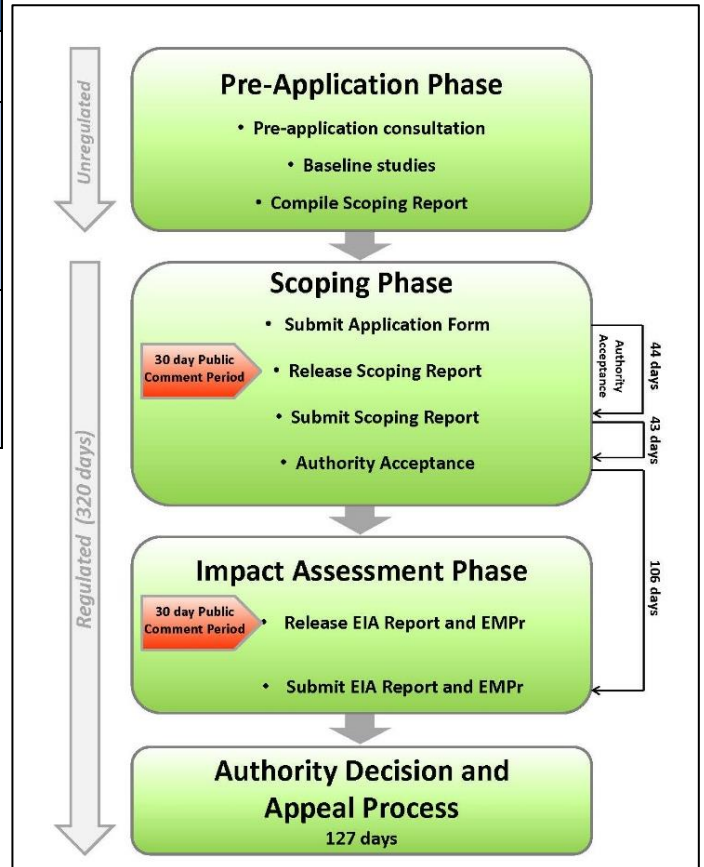 Unregulated
Pre-Application Phase
• Pre-application consultation
• Baseline studies
• Compile Scoping Report
Regulated (320 days)
Scoping Phase
• Submit Application Form
30 day Public
Comment Period
• Release Scoping Report
• Submit Scoping Report
• Authority Acceptance
Authority
Acceptance
44 days
43 days
106 days
Impact Assessment Phase
30 day Public
Comment Period
• Release EIA Report and EMPr
• Submit EIA Report and EMPr
Authority Decision and
Appeal Process
127 days